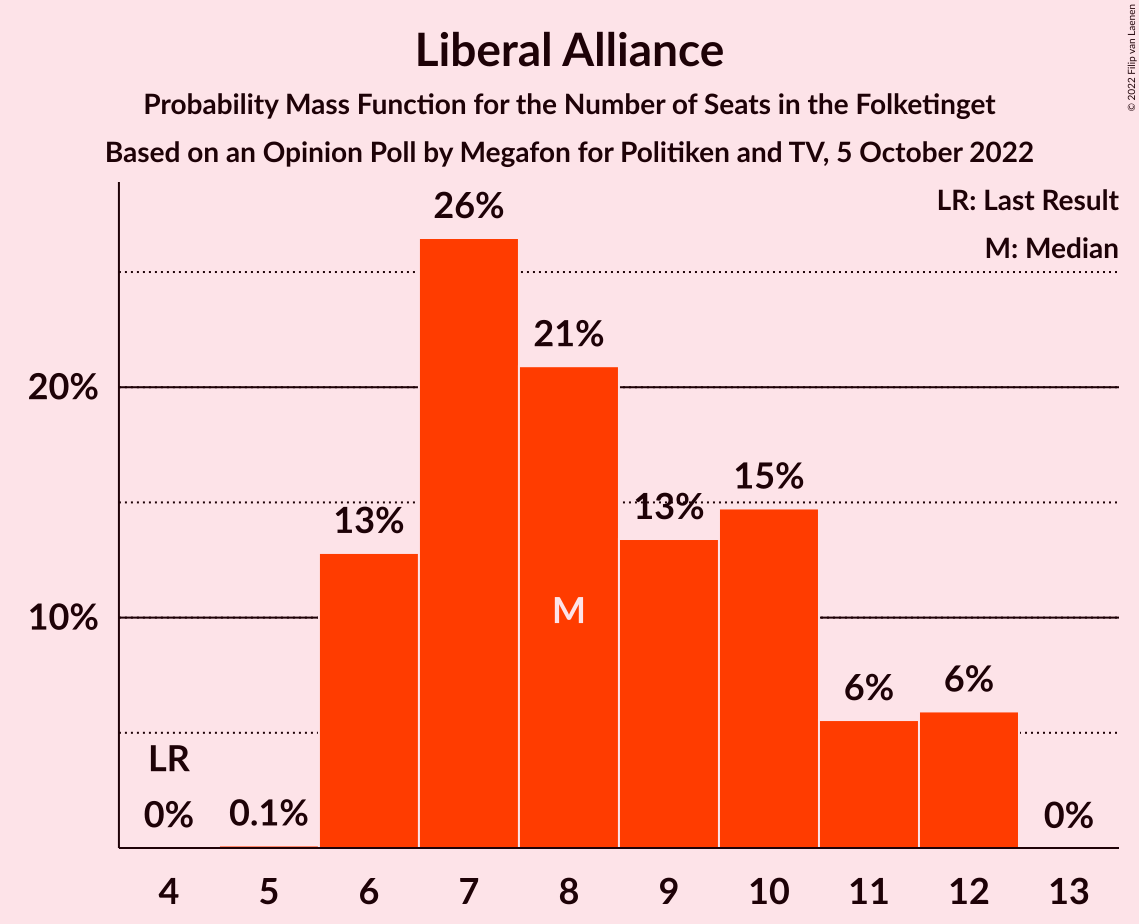 Liberal Alliance
Probability Mass Function for the Number of Seats in the Folketinget
Based on an Opinion Poll by Megafon for Politiken and TV, 5 October 2022
© 2022 Filip van Laenen
LR: Last Result
M: Median
26%
21%
20%
15%
13%
13%
10%
M
6%
6%
LR
0%
0.1%
0%
4 5 6 7 8 9 10 11 12 13